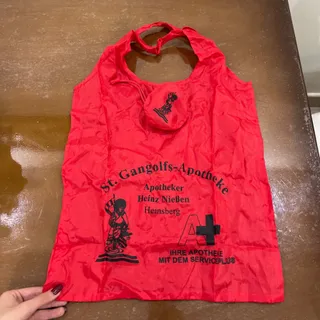 St. Gangolfs-Apotheke
Apotheker
Heinz Nießen
Heinsberg
A+
IHRE APOTHEKE
MIT DEM SERVICEPLUS